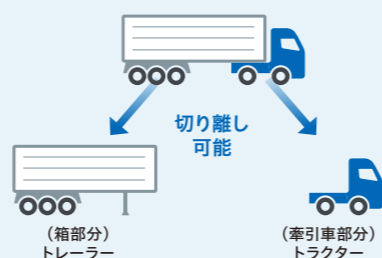 切り離し
可能
（箱部分）
トレーラー
（牽引車部分）
トラクター